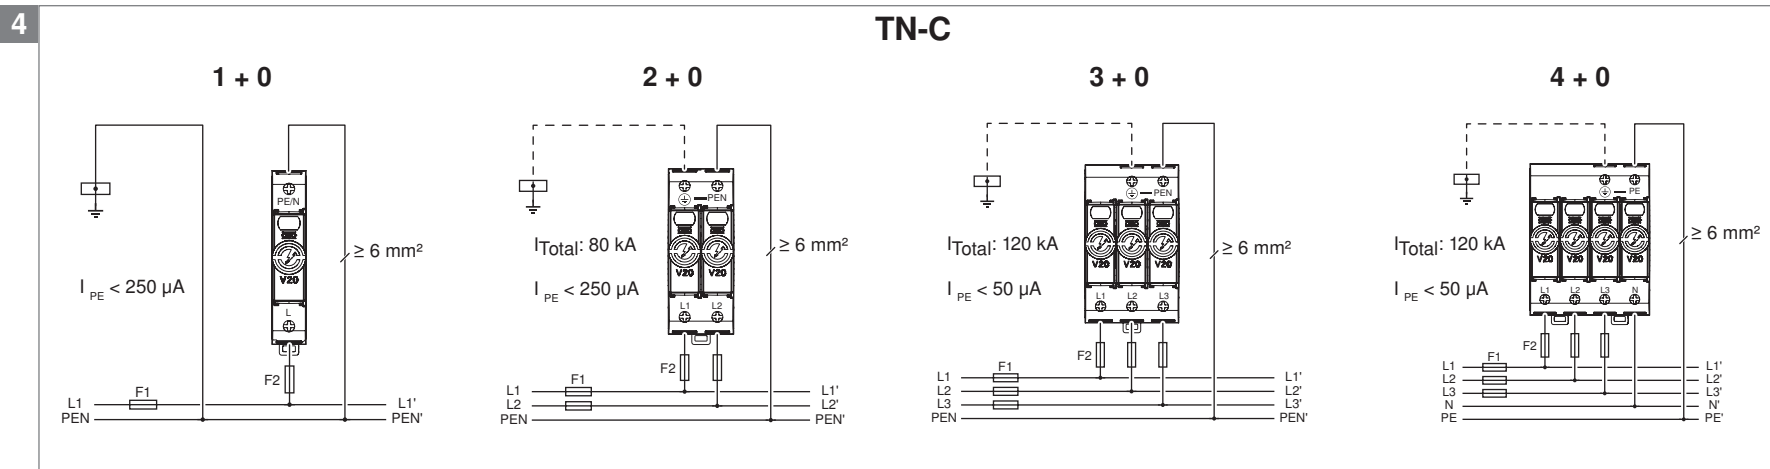 4
TN-C
1 + 0
PE/N
V20
L
≥ 6 mm²
I PE < 250 µA
F2
F1
L1 L1'
PEN PEN'
2 + 0
PEN
V20 V20
L1 L2
≥ 6 mm²
ITotal: 80 kA
I PE < 250 µA
F2
F1
L1 L1'
L2 L2'
PEN PEN'
3 + 0
PEN
V20 V20 V20
L1 L2 L3
≥ 6 mm²
ITotal: 120 kA
I PE < 50 µA
F2
F1
L1 L1'
L2 L2'
L3 L3'
PEN PEN'
4 + 0
PE
V20 V20 V20 V20
L1 L2 L3 N
≥ 6 mm²
ITotal: 120 kA
I PE < 50 µA
F2
F1
L1 L1'
L2 L2'
L3 L3'
N N'
PE PE'